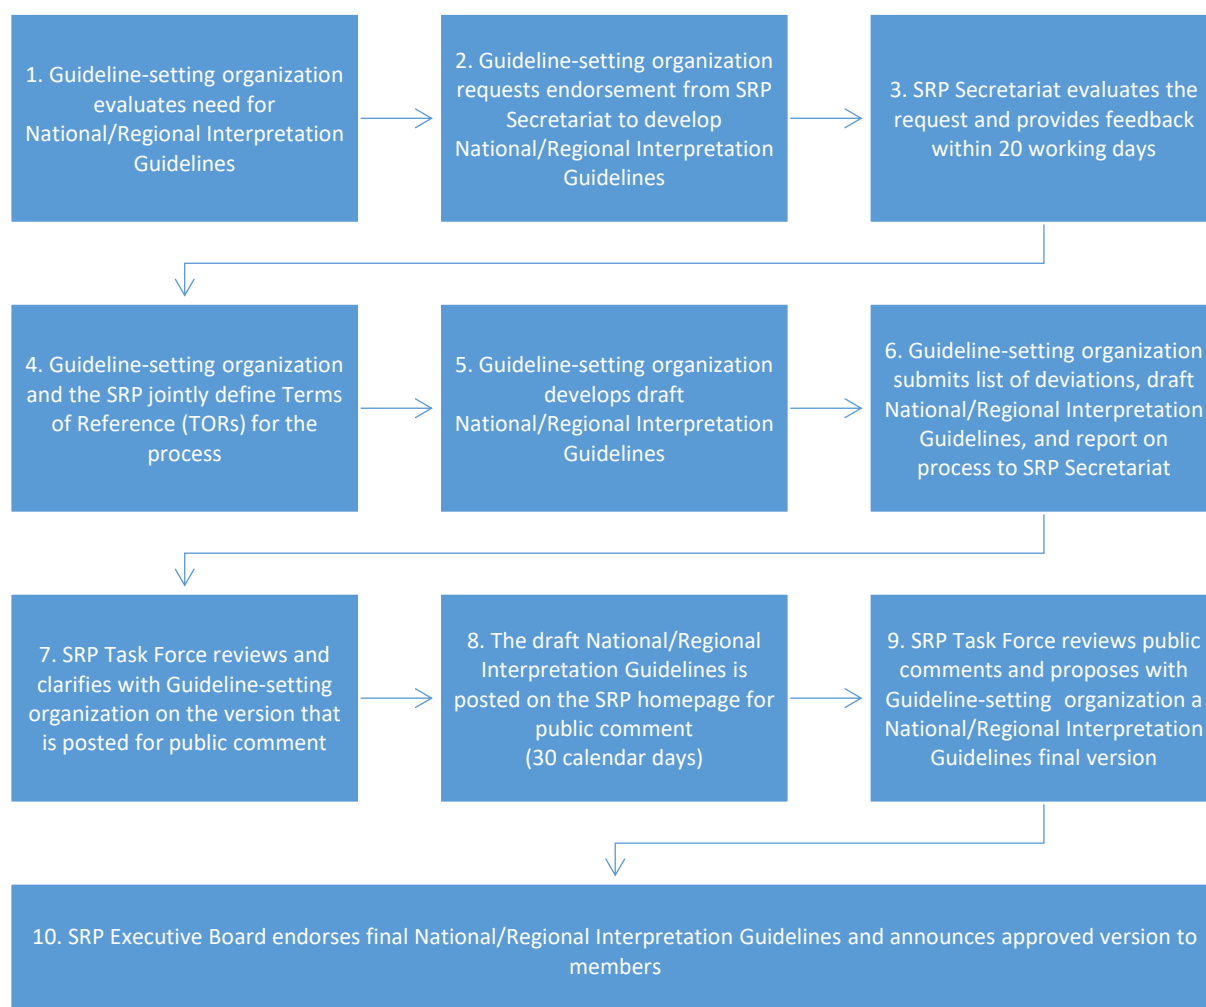 1. Guideline-setting organization
evaluates need for
National/Regional Interpretation
Guidelines
2. Guideline-setting organization
requests endorsement from SRP
Secretariat to develop
National/Regional Interpretation
Guidelines
3. SRP Secretariat evaluates the
request and provides feedback
within 20 working days
4. Guideline-setting organization
and the SRP jointly define Terms
of Reference (TORs) for the
process
5. Guideline-setting organization
develops draft
National/Regional Interpretation
Guidelines
6. Guideline-setting organization
submits list of deviations, draft
National/Regional Interpretation
Guidelines, and report on
process to SRP Secretariat
7. SRP Task Force reviews and
clarifies with Guideline-setting
organization on the version that
is posted for public comment
8. The draft National/Regional
Interpretation Guidelines is
posted on the SRP homepage for
public comment
(30 calendar days)
9. SRP Task Force reviews public
comments and proposes with
Guideline-setting organization a
National/Regional Interpretation
Guidelines final version
10. SRP Executive Board endorses final National/Regional Interpretation Guidelines and announces approved version to
members